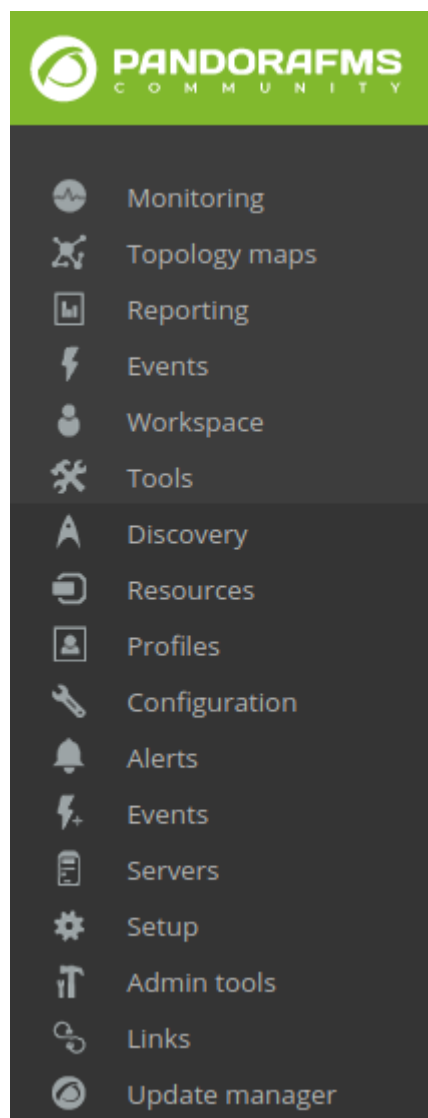 PANDORAFMS
COMMUNITY
Monitoring
Topology maps
Reporting
Events
Workspace
Tools
Discovery
Resources
Profiles
Configuration
Alerts
Events
Servers
Setup
Admin tools
Links
Update manager